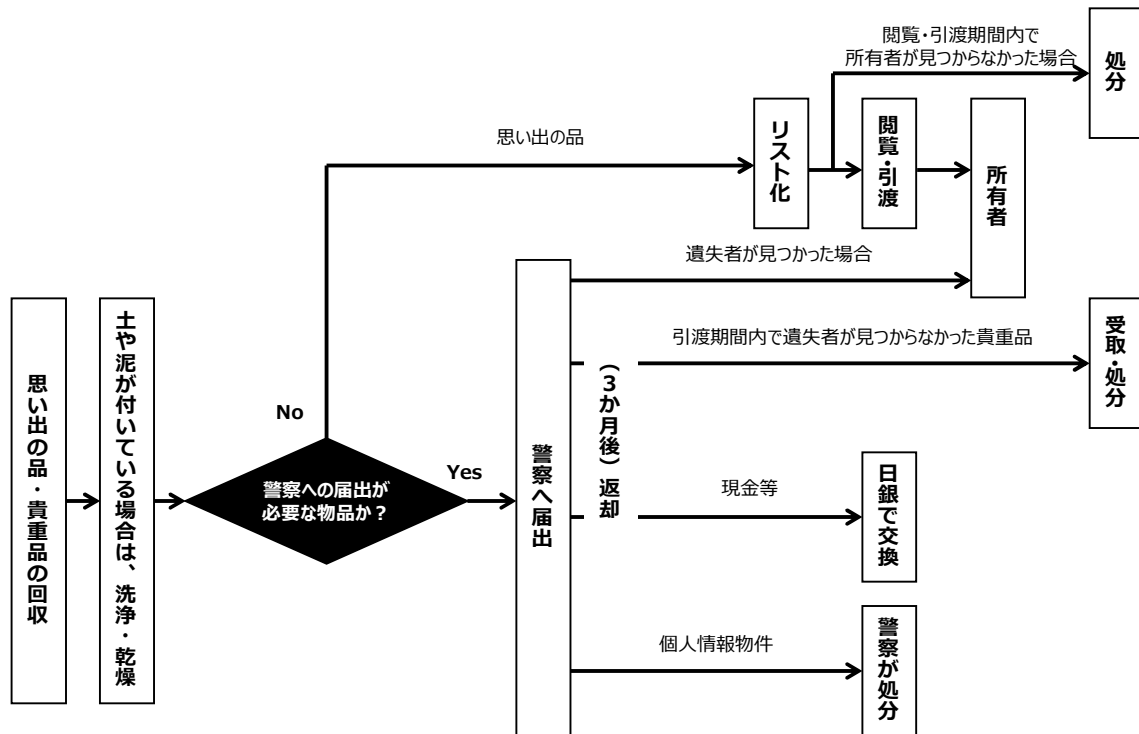 思い出の品・貴重品の回収
土や泥が付いている場合は、洗浄・乾燥
警察への届出が
必要な物品か？
No
Yes
思い出の品
リスト化
閲覧・引渡期間内で
所有者が見つからなかった場合
処分
閲覧・引渡
所有者
警察へ届出
遺失者が見つかった場合
（3か月後）返却
引渡期間内で遺失者が見つからなかった貴重品
受取・処分
現金等
日銀で交換
個人情報物件
警察が処分